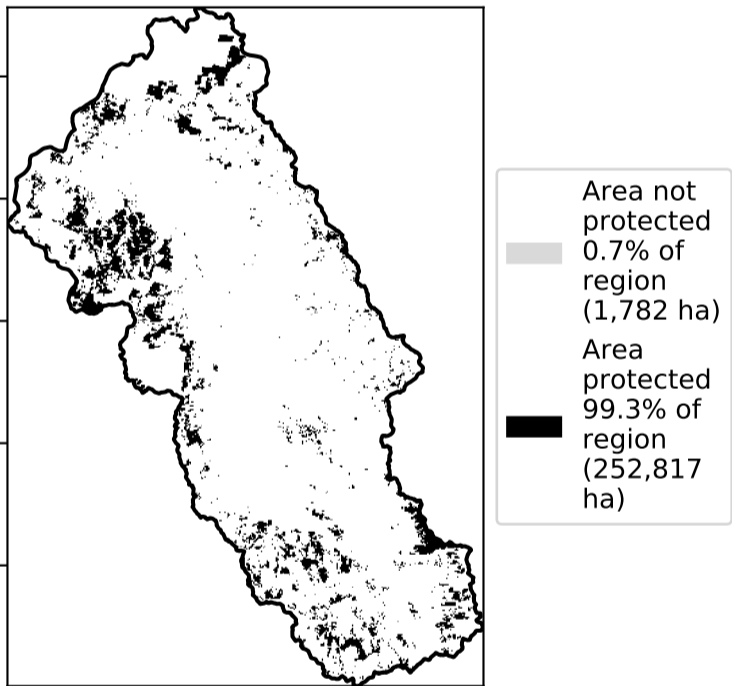 Area not
protected
0.7% of
region
(1,782 ha)
Area
protected
99.3% of
region
(252,817
ha)